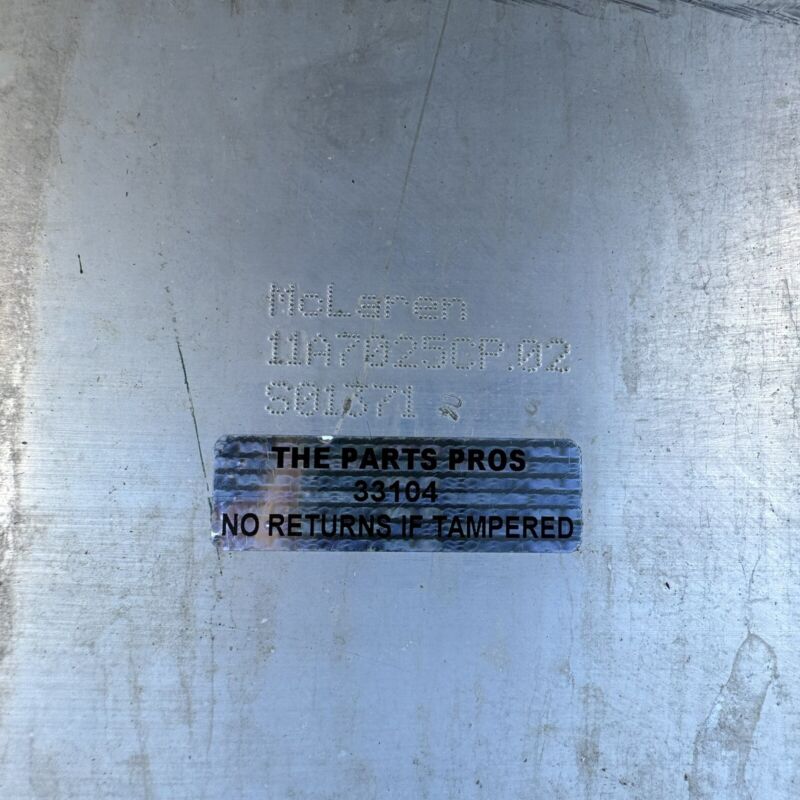 McLaren
11A7025CP.02
S01371
THE PARTS PROS
33104
NO RETURNS IF TAMPERED